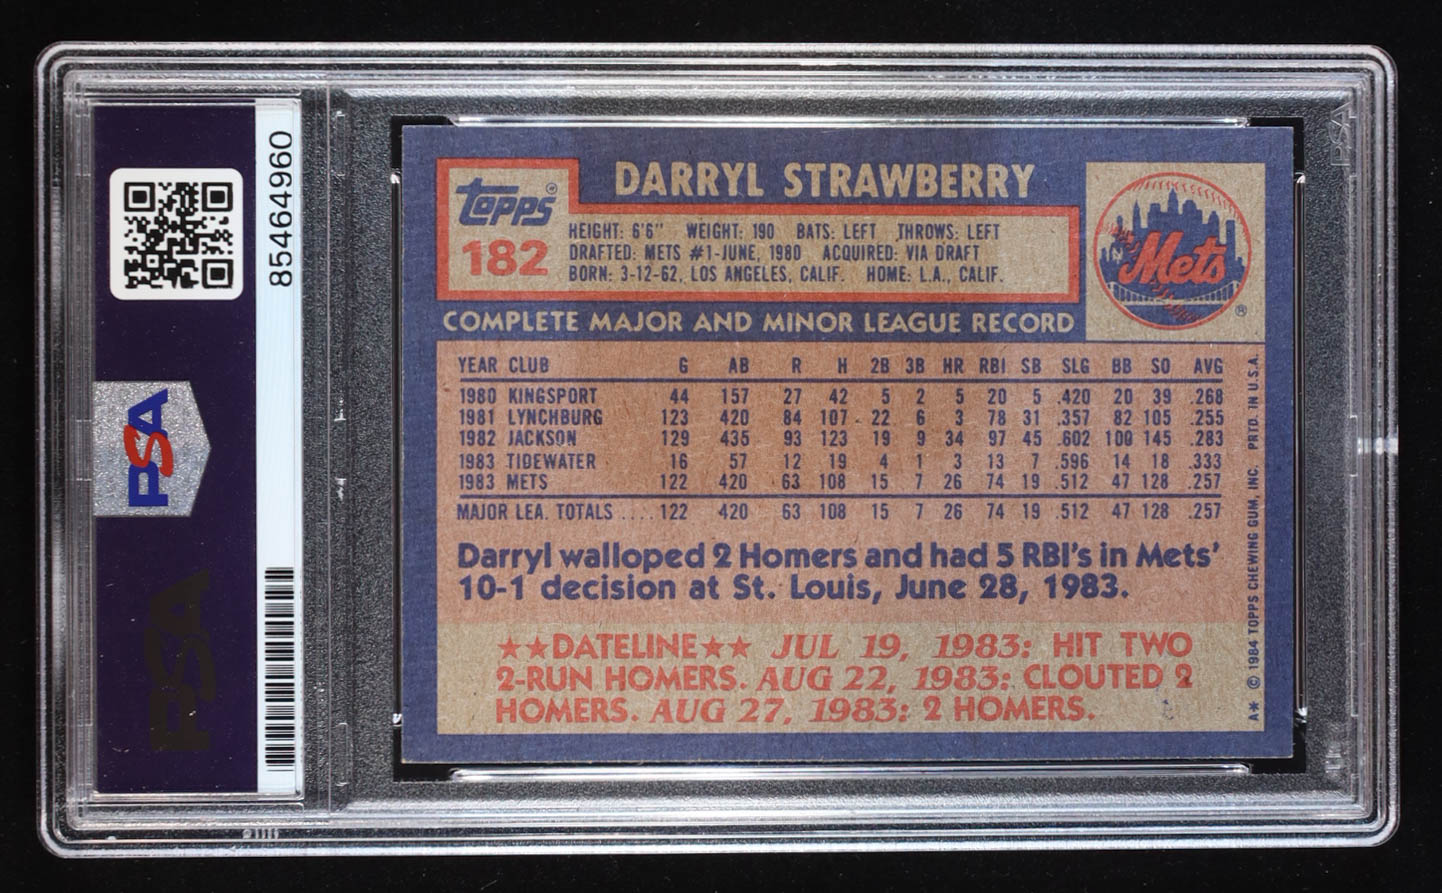 85464960
PSA
PSA
Topps®
182
DARRYL STRAWBERRY
HEIGHT: 6'6" WEIGHT: 190 BATS: LEFT THROWS: LEFT
DRAFTED: METS #1-JUNE, 1980 ACQUIRED: VIA DRAFT
BORN: 3-12-62, LOS ANGELES, CALIF. HOME: L.A., CALIF.
Mets
®
COMPLETE MAJOR AND MINOR LEAGUE RECORD
YEAR CLUB G AB R H 2B 3B HR RBI SB SLG BB SO AVG
1980 KINGSPORT 44 157 27 42 5 2 5 20 5 .420 20 39 .268
1981 LYNCHBURG 123 420 84 107 22 6 3 78 31 .357 82 105 .255
1982 JACKSON 129 435 93 123 19 9 34 97 45 .602 100 145 .283
1983 TIDEWATER 16 57 12 19 4 1 3 13 7 .596 14 18 .333
1983 METS 122 420 63 108 15 7 26 74 19 .512 47 128 .257
MAJOR LEA. TOTALS .... 122 420 63 108 15 7 26 74 19 .512 47 128 .257
Darryl walloped 2 Homers and had 5 RBI's in Mets'
10-1 decision at St. Louis, June 28, 1983.
★★DATELINE★★ JUL 19, 1983: HIT TWO
2-RUN HOMERS. AUG 22, 1983: CLOUTED 2
HOMERS. AUG 27, 1983: 2 HOMERS.
A* © 1984 TOPPS CHEWING GUM, INC. PRTD. IN U.S.A.
PSA